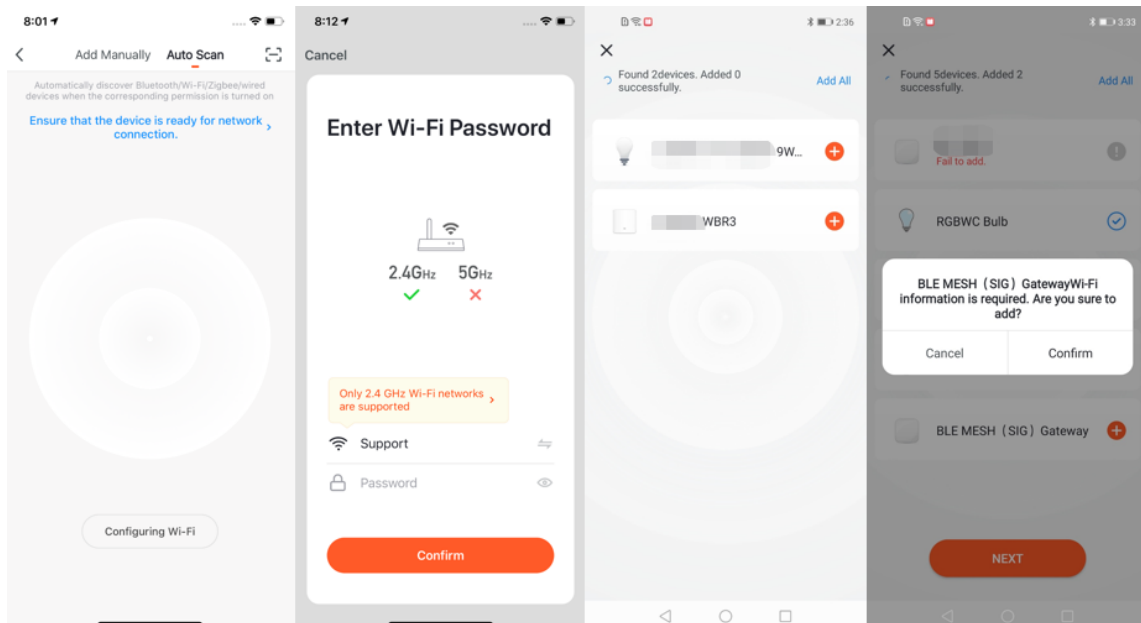 8:01
Add Manually Auto Scan
Automatically discover Bluetooth/Wi-Fi/Zigbee/wired
devices when the corresponding permission is turned on
Ensure that the device is ready for network
connection.
Configuring Wi-Fi
8:12
Cancel
Enter Wi-Fi Password
2.4GHz 5GHz
Only 2.4 GHz Wi-Fi networks
are supported
Support
Password
Confirm
2:36
Found 2devices. Added 0
successfully.
Add All
9W...
WBR3
3:33
Found 5devices. Added 2
successfully.
Add All
Fail to add.
RGBWC Bulb
BLE MESH (SIG) GatewayWi-Fi
information is required. Are you sure to
add?
Cancel Confirm
BLE MESH (SIG) Gateway
NEXT